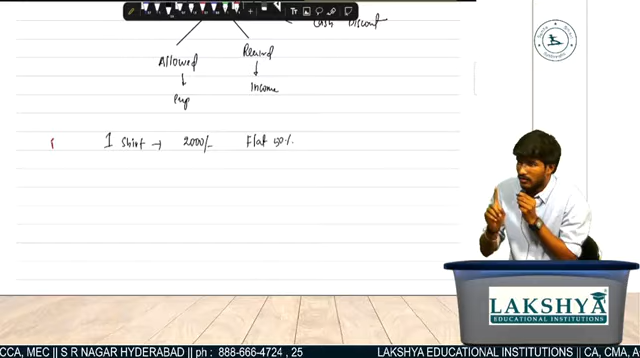 Cash Discount
Allowed
Received
Exp
Income
1 Shirt → 2000/- Flat 50%
LAKSHYA
EDUCATIONAL INSTITUTIONS
CCA, MEC || S R NAGAR HYDERABAD || ph : 888-666-4724 , 25
LAKSHYA EDUCATIONAL INSTITUTIONS || CA, CMA, A